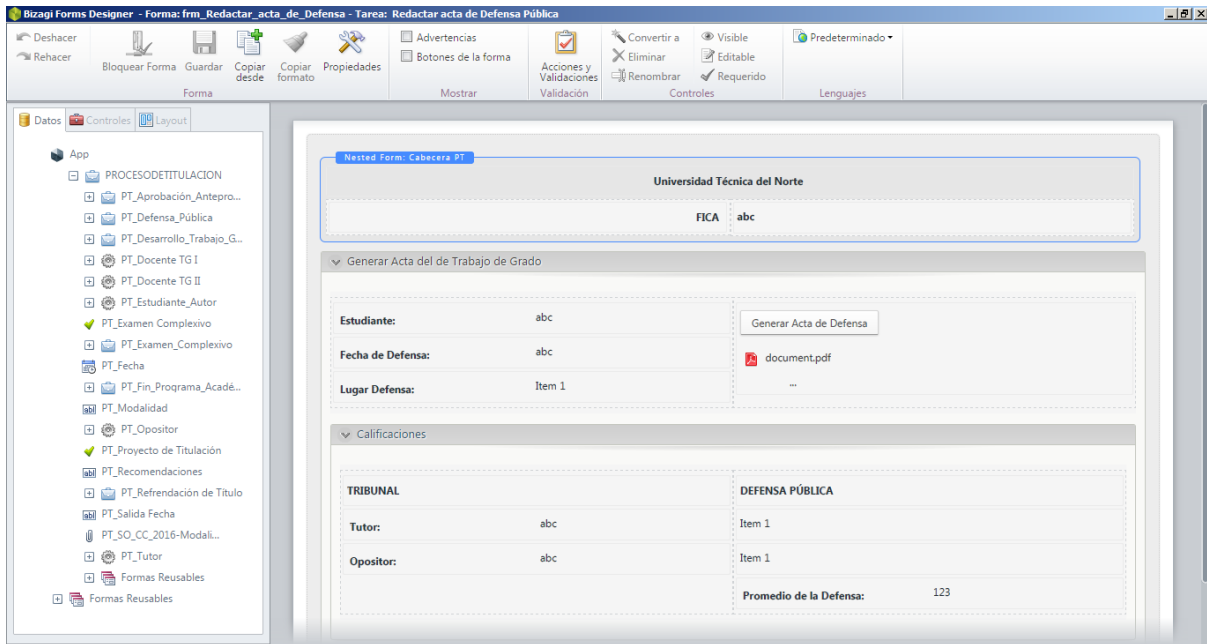 Bizagi Forms Designer - Forma: frm_Redactar_acta_de_Defensa - Tarea: Redactar acta de Defensa Pública
Deshacer
Rehacer
Bloquear Forma
Guardar
Copiar desde
Copiar formato
Propiedades
Forma
Advertencias
Botones de la forma
Mostrar
Acciones y Validaciones
Validación
Convertir a
Eliminar
Renombrar
Visible
Editable
Requerido
Controles
Predeterminado
Lenguajes
Datos
Controles
Layout
App
PROCESODETITULACION
PT_Aprobación_Antepro...
PT_Defensa_Pública
PT_Desarrollo_Trabajo_G...
PT_Docente TG I
PT_Docente TG II
PT_Estudiante_Autor
PT_Examen Complexivo
PT_Examen_Complexivo
PT_Fecha
PT_Fin_Programa_Acadé...
PT_Modalidad
PT_Opositor
PT_Proyecto de Titulación
PT_Recomendaciones
PT_Refrendación de Título
PT_Salida Fecha
PT_SO_CC_2016-Modali...
PT_Tutor
Formas Reusables
Formas Reusables
Nested Form: Cabecera PT
Universidad Técnica del Norte
FICA abc
Generar Acta del de Trabajo de Grado
Estudiante: abc
Generar Acta de Defensa
Fecha de Defensa: abc
document.pdf
Lugar Defensa: Item 1
...
Calificaciones
TRIBUNAL DEFENSA PÚBLICA
Tutor: abc Item 1
Opositor: abc Item 1
Promedio de la Defensa: 123